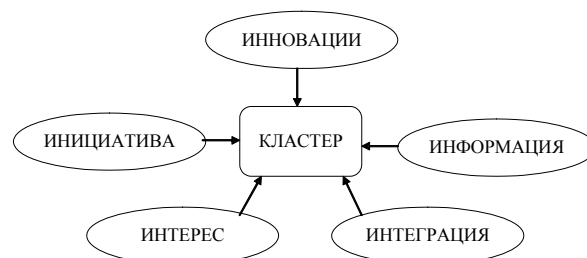 ИННОВАЦИИ
ИНИЦИАТИВА
КЛАСТЕР
ИНФОРМАЦИЯ
ИНТЕРЕС
ИНТЕГРАЦИЯ